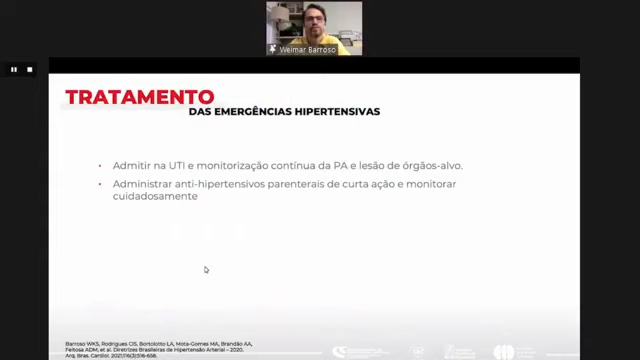 Weimar Barroso
TRATAMENTO
DAS EMERGÊNCIAS HIPERTENSIVAS
• Admitir na UTI e monitorização contínua da PA e lesão de órgãos-alvo.
• Administrar anti-hipertensivos parenterais de curta ação e monitorar
cuidadosamente
Barroso WKS, Rodrigues CIS, Bortolotto LA, Mota-Gomes MA, Brandão AA,
Feitosa ADM, et al. Diretrizes Brasileiras de Hipertensão Arterial – 2020.
Arq. Bras. Cardiol. 2021;116(3):516-658.